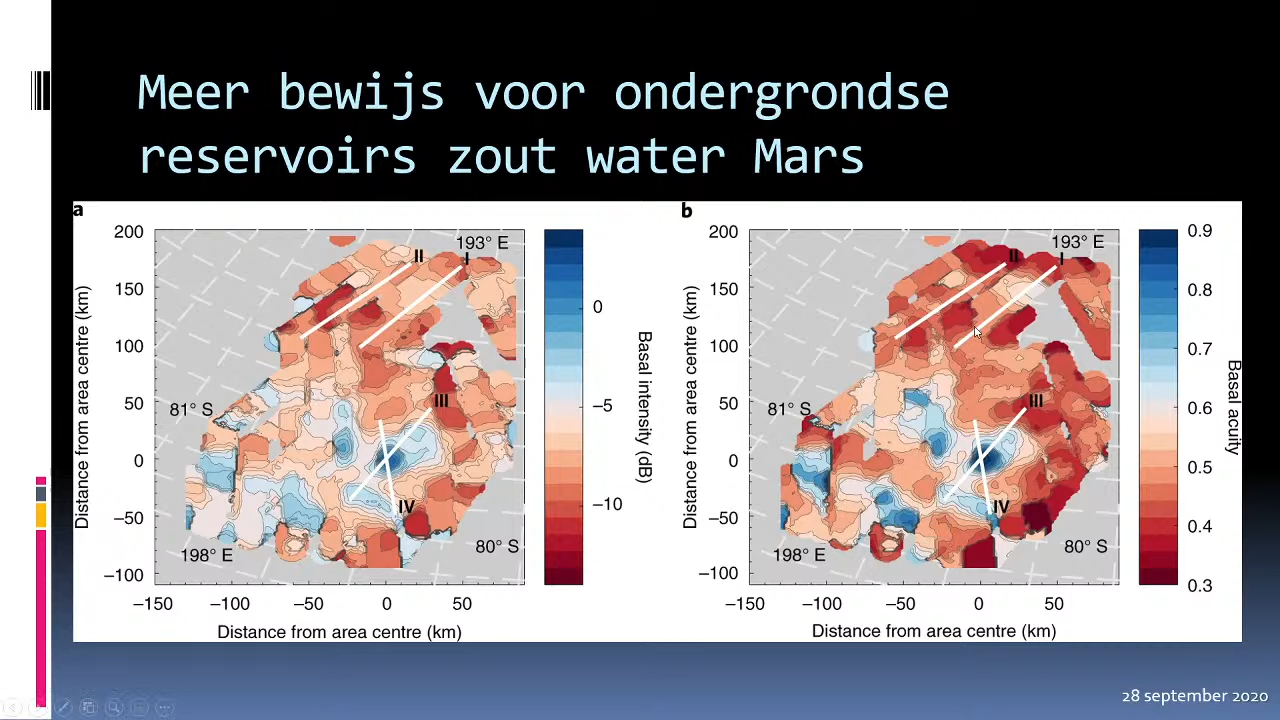 Meer bewijs voor ondergrondse
reservoirs zout water Mars
a
200
150
100
50
0
–50
–100
–150
–100
–50
0
50
Distance from area centre (km)
Distance from area centre (km)
193° E
81° S
198° E
80° S
II
I
III
IV
0
–5
–10
Basal intensity (dB)
b
200
150
100
50
0
–50
–100
–150
–100
–50
0
50
Distance from area centre (km)
Distance from area centre (km)
193° E
81° S
198° E
80° S
II
I
III
IV
0.9
0.8
0.7
0.6
0.5
0.4
0.3
Basal acuity
28 september 2020